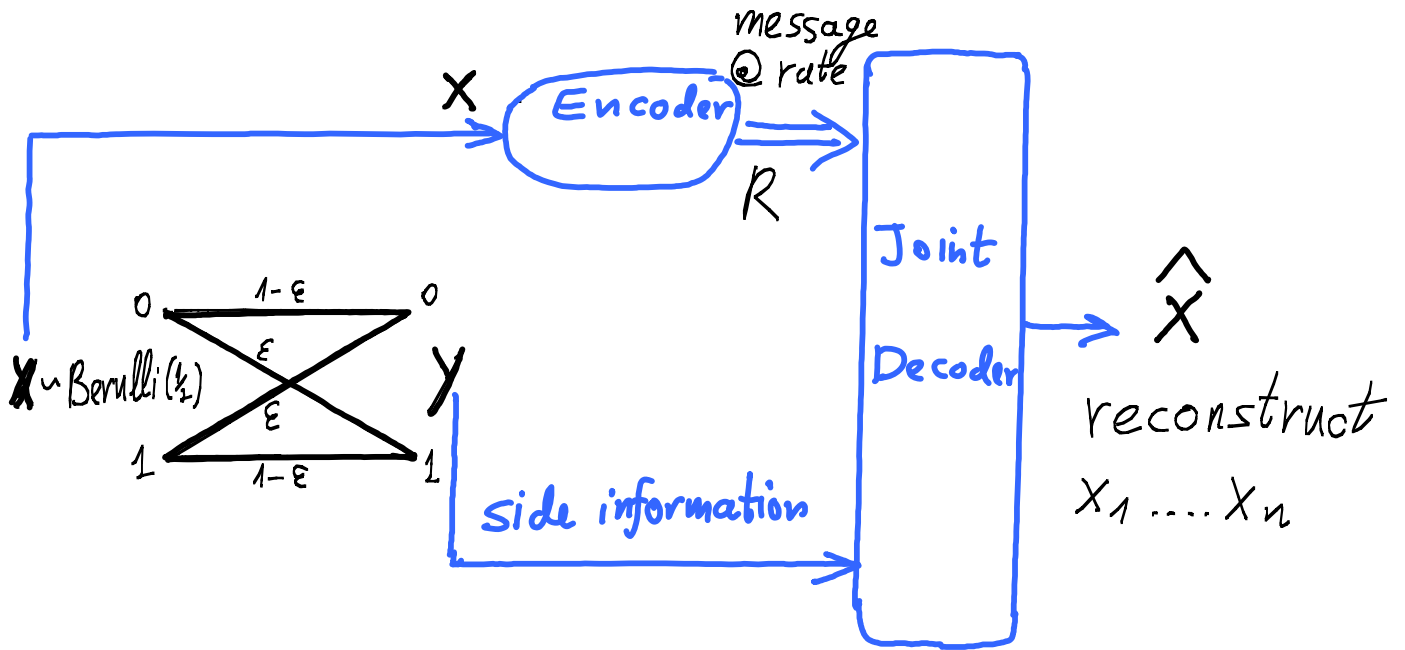 message
@ rate
X
Encoder
R
Joint
Decoder
X̂
reconstruct
X₁ .... Xₙ
0
1-ε
0
ε
X ~ Berulli(½)
y
ε
1
1-ε
1
side information